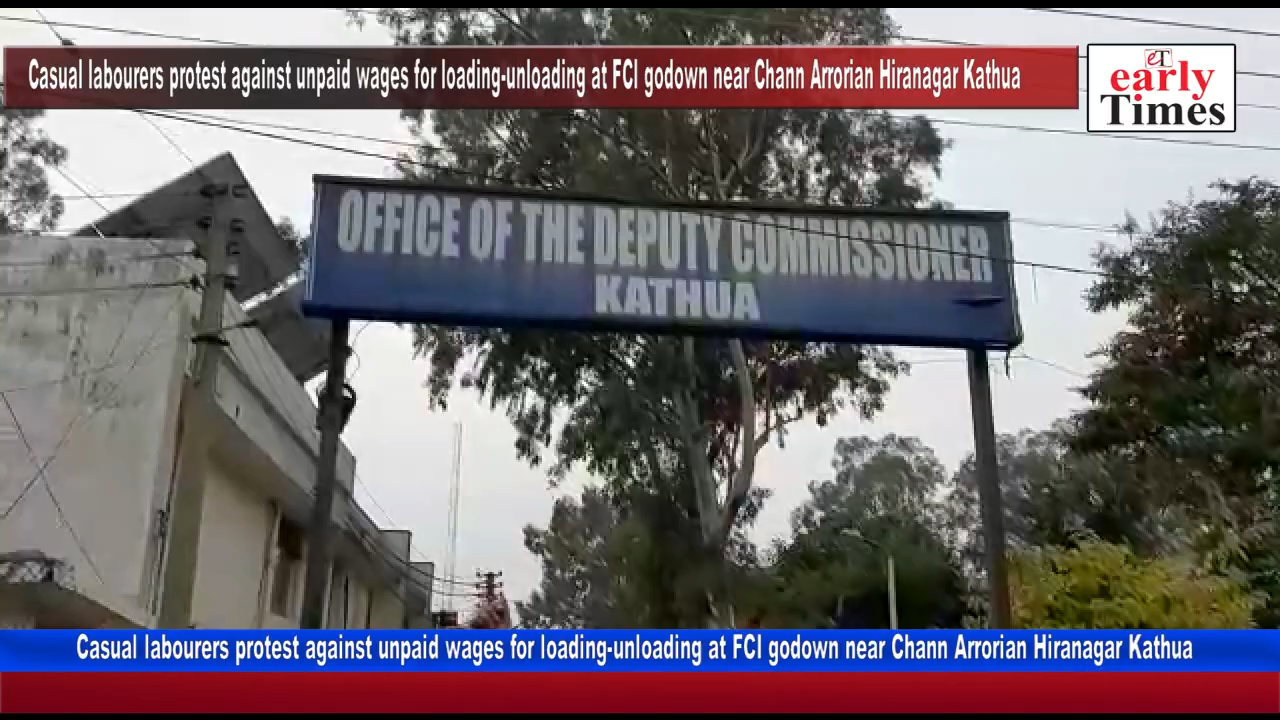 Casual labourers protest against unpaid wages for loading-unloading at FCI godown near Chann Arrorian Hiranagar Kathua
eT
early
Times
OFFICE OF THE DEPUTY COMMISSIONER
KATHUA
Casual labourers protest against unpaid wages for loading-unloading at FCI godown near Chann Arrorian Hiranagar Kathua